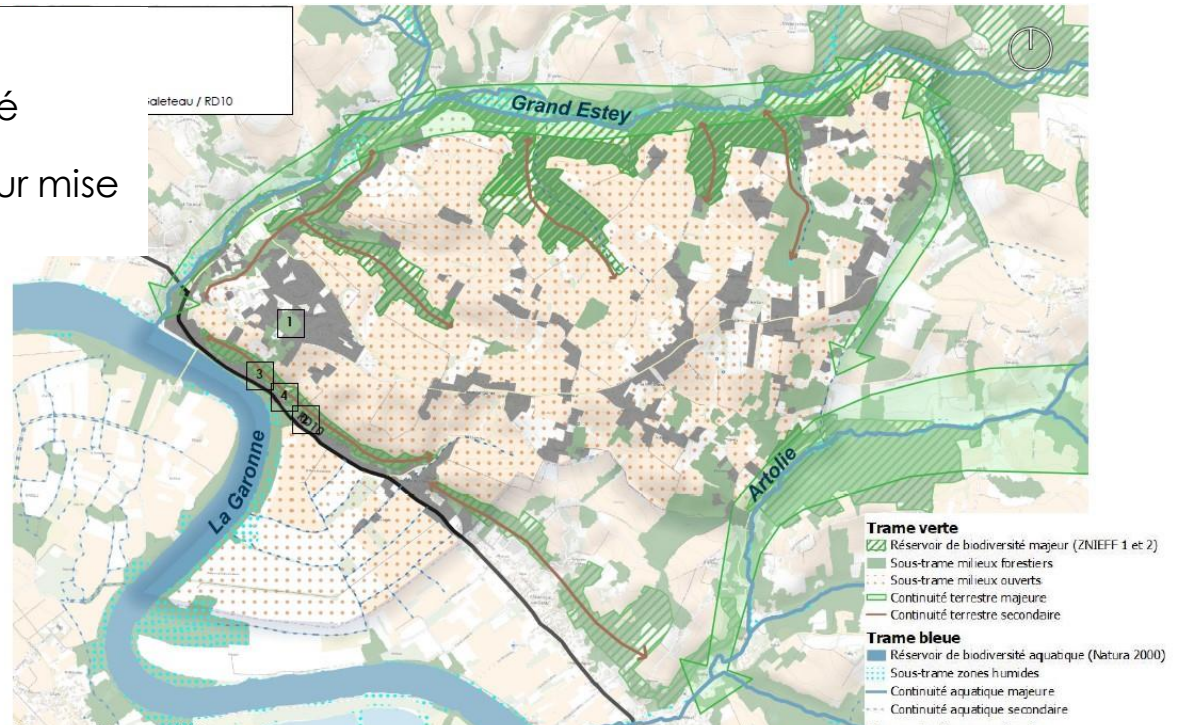 aleteau / RD10
é
ur mise
Grand Estey
1
3
4
RD10
La Garonne
Artolie
Trame verte
Réservoir de biodiversité majeur (ZNIEFF 1 et 2)
Sous-trame milieux forestiers
Sous-trame milieux ouverts
Continuité terrestre majeure
Continuité terrestre secondaire
Trame bleue
Réservoir de biodiversité aquatique (Natura 2000)
Sous-trame zones humides
Continuité aquatique majeure
Continuité aquatique secondaire